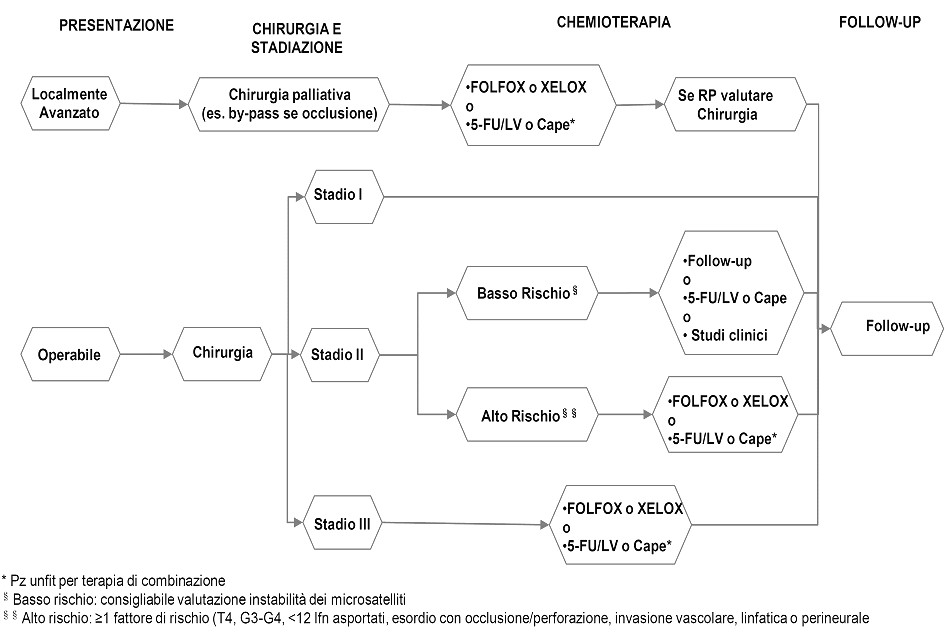 PRESENTAZIONE
CHIRURGIA E
STADIAZIONE
CHEMIOTERAPIA
FOLLOW-UP
Localmente
Avanzato
Chirurgia palliativa
(es. by-pass se occlusione)
•FOLFOX o XELOX
o
•5-FU/LV o Cape*
Se RP valutare
Chirurgia
Stadio I
Operabile
Chirurgia
Stadio II
Basso Rischio §
•Follow-up
o
•5-FU/LV o Cape
o
• Studi clinici
Alto Rischio § §
•FOLFOX o XELOX
o
•5-FU/LV o Cape*
Stadio III
•FOLFOX o XELOX
o
•5-FU/LV o Cape*
Follow-up
* Pz unfit per terapia di combinazione
§ Basso rischio: consigliabile valutazione instabilità dei microsatelliti
§ § Alto rischio: ≥1 fattore di rischio (T4, G3-G4, <12 lfn asportati, esordio con occlusione/perforazione, invasione vascolare, linfatica o perineurale